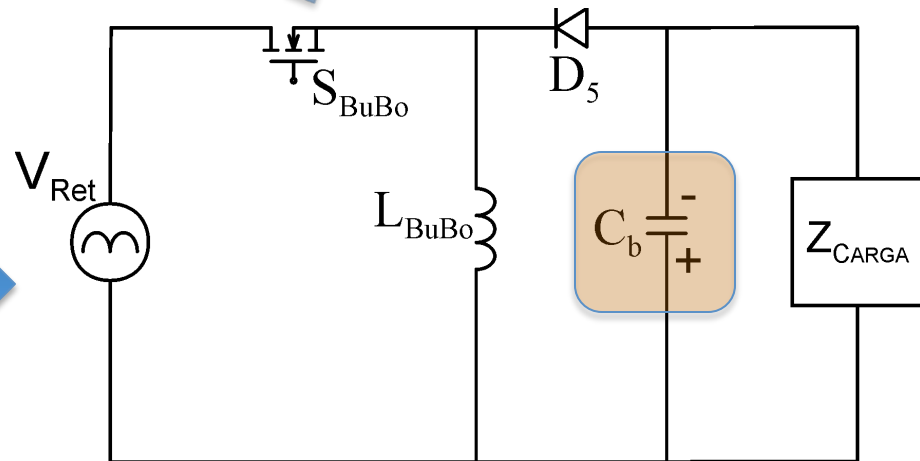 S_BuBo
D_5
V_Ret
L_BuBo
C_b
-
+
Z_CARGA